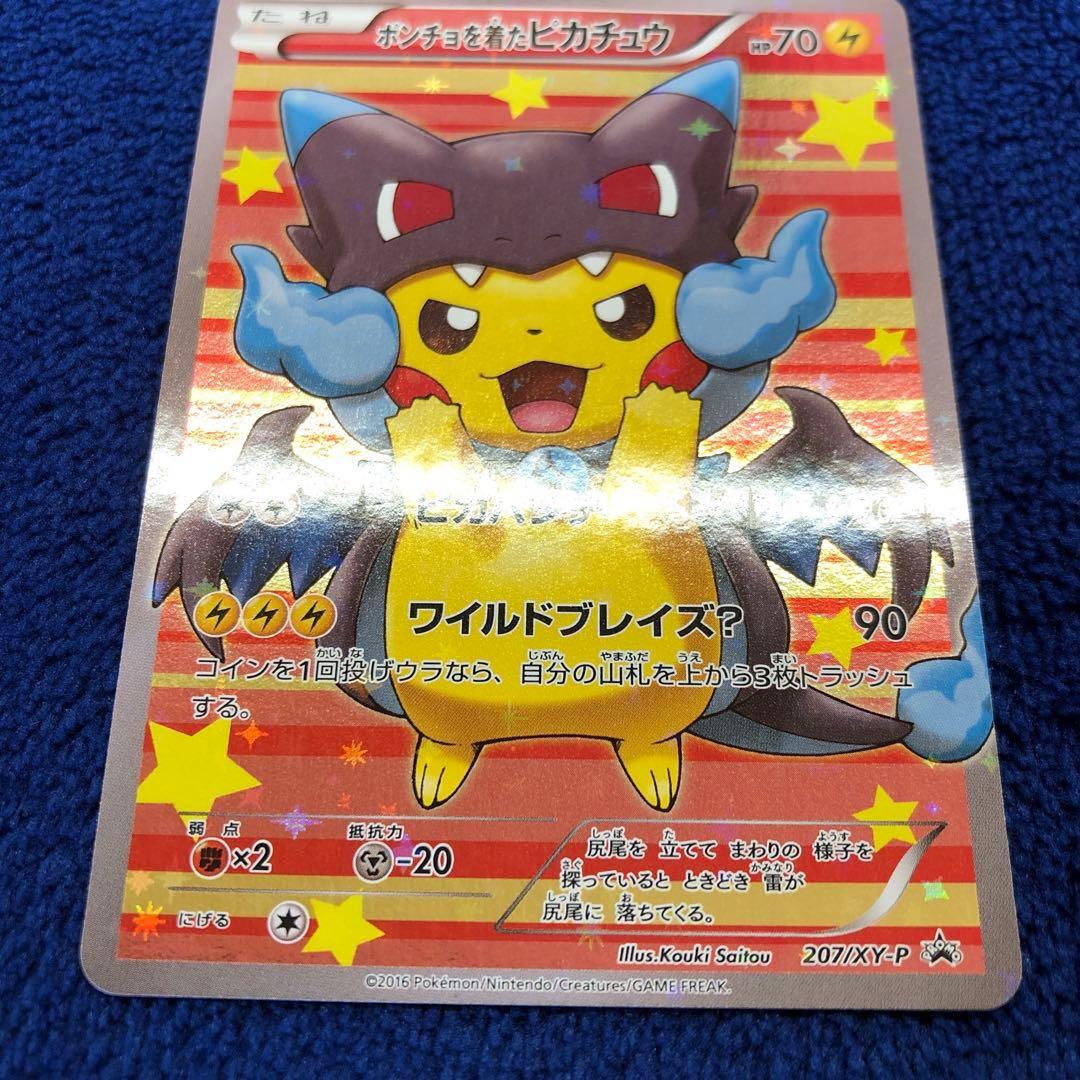 たね
ポンチョを着たピカチュウ
HP70
ピカパンチ
ワイルドブレイズ? 90
コインを1回投げウラなら、自分の山札を上から3枚トラッシュ
する。
弱点 抵抗力
×2 -20
にげる
尻尾を 立てて まわりの 様子を
探っていると ときどき 雷が
尻尾に 落ちてくる。
Illus.Kouki Saitou 207/XY-P
©2016 Pokémon/Nintendo/Creatures/GAME FREAK.